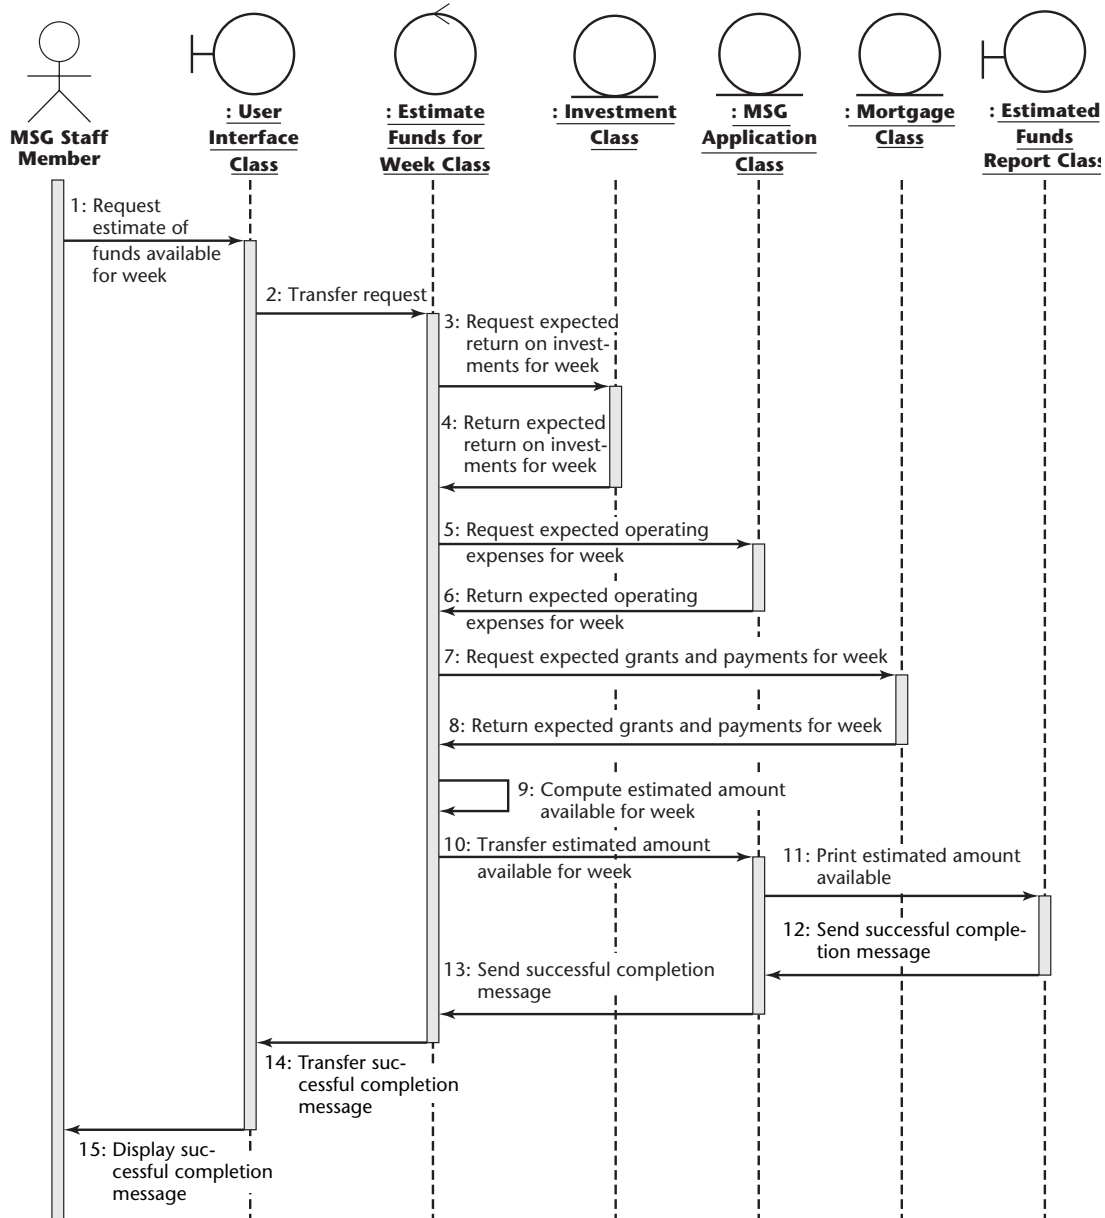 MSG Staff
Member
: User
Interface
Class
: Estimate
Funds for
Week Class
: Investment
Class
: MSG
Application
Class
: Mortgage
Class
: Estimated
Funds
Report Class
1: Request
estimate of
funds available
for week
2: Transfer request
3: Request expected
return on invest-
ments for week
4: Return expected
return on invest-
ments for week
5: Request expected operating
expenses for week
6: Return expected operating
expenses for week
7: Request expected grants and payments for week
8: Return expected grants and payments for week
9: Compute estimated amount
available for week
10: Transfer estimated amount
available for week
11: Print estimated amount
available
12: Send successful comple-
tion message
13: Send successful completion
message
14: Transfer suc-
cessful completion
message
15: Display suc-
cessful completion
message